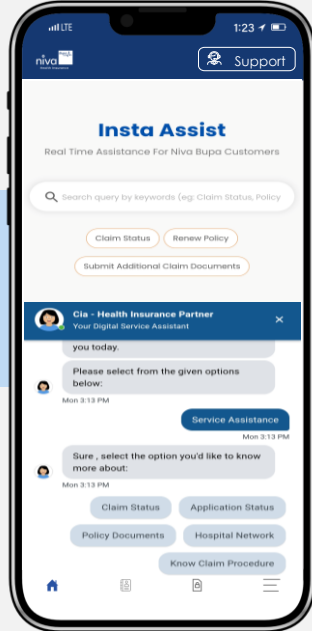 LTE
1:23
niva
Support
Insta Assist
Real Time Assistance For Niva Bupa Customers
Search query by keywords (eg: Claim Status, Policy
Claim Status
Renew Policy
Submit Additional Claim Documents
Cia - Health Insurance Partner
Your Digital Service Assistant
×
you today.
Please select from the given options
below:
Mon 3:13 PM
Service Assistance
Mon 3:13 PM
Sure , select the option you'd like to know
more about:
Mon 3:13 PM
Claim Status
Application Status
Policy Documents
Hospital Network
Know Claim Procedure